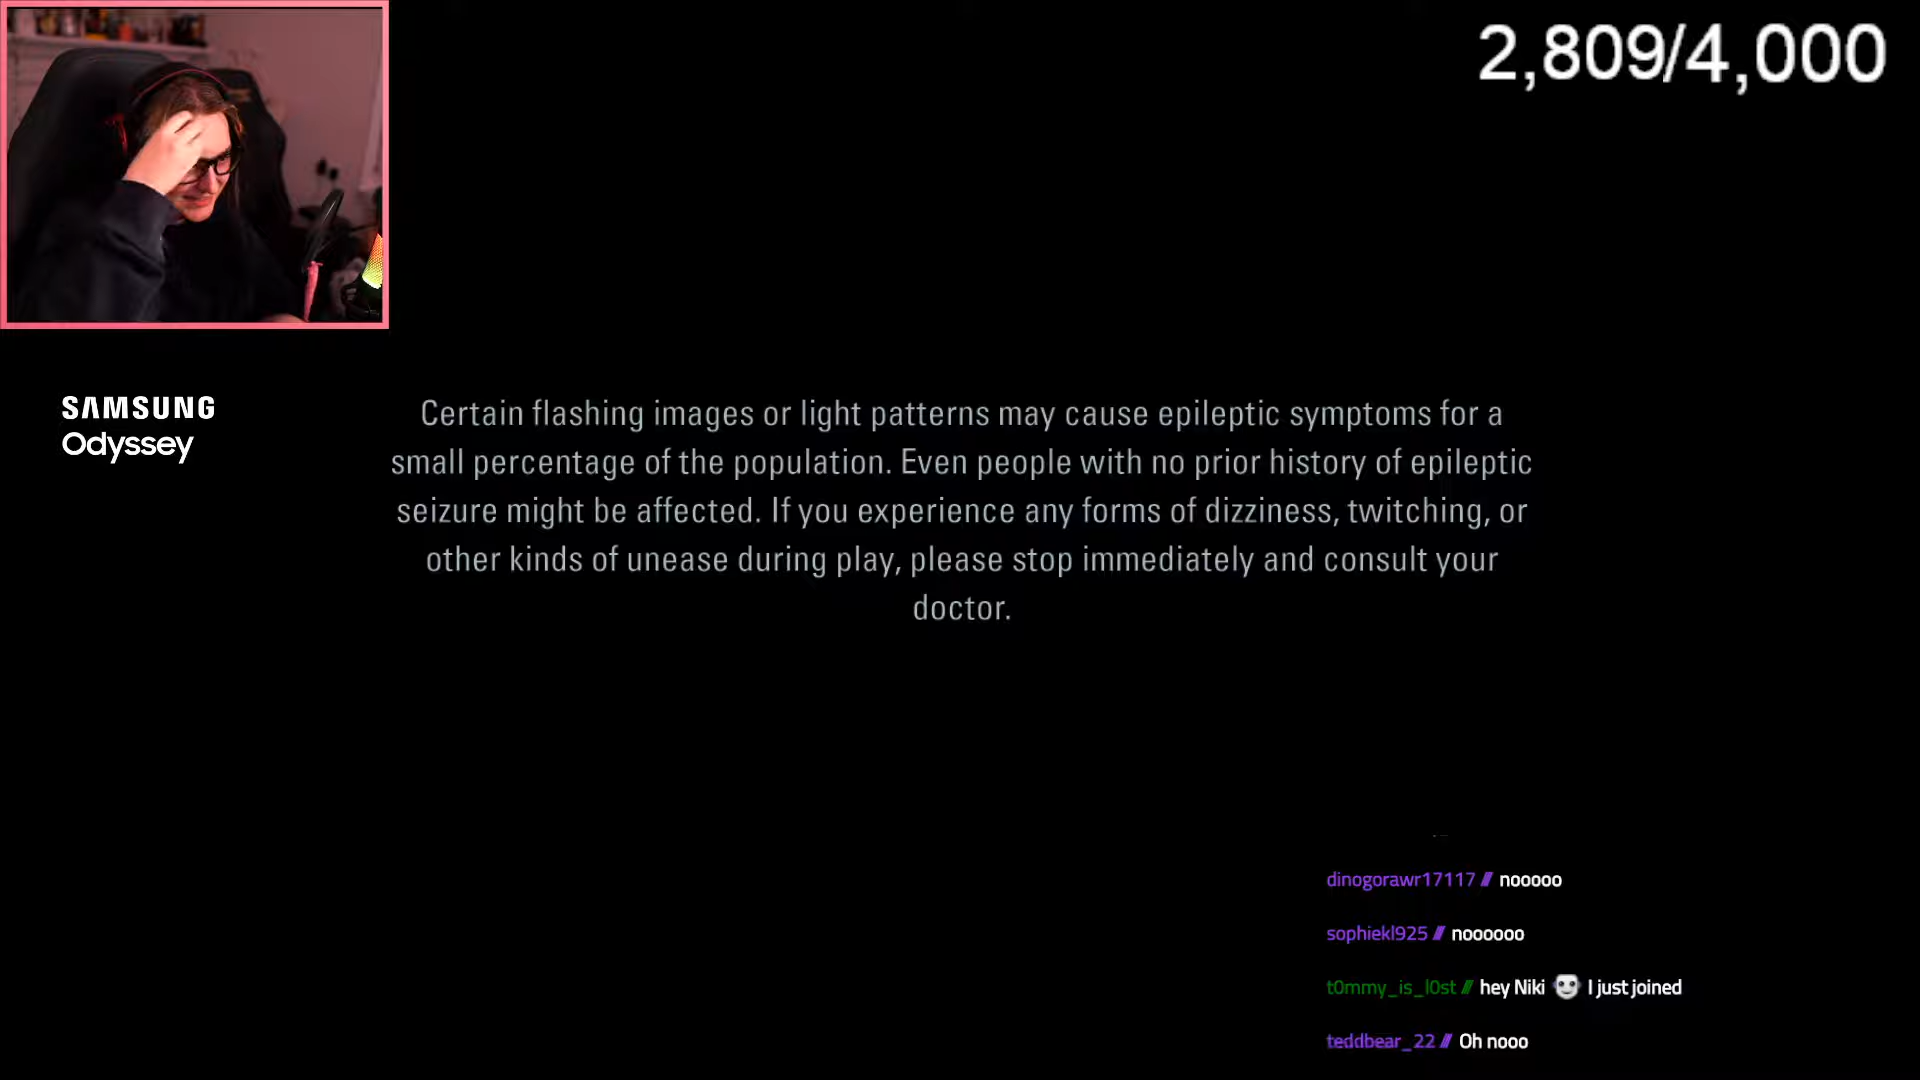 2,809/4,000
SAMSUNG
Odyssey
Certain flashing images or light patterns may cause epileptic symptoms for a
small percentage of the population. Even people with no prior history of epileptic
seizure might be affected. If you experience any forms of dizziness, twitching, or
other kinds of unease during play, please stop immediately and consult your
doctor.
dinogorawr17117 // nooooo
sophiekl925 // noooooo
t0mmy_is_l0st // hey Niki I just joined
teddbear_22 // Oh nooo